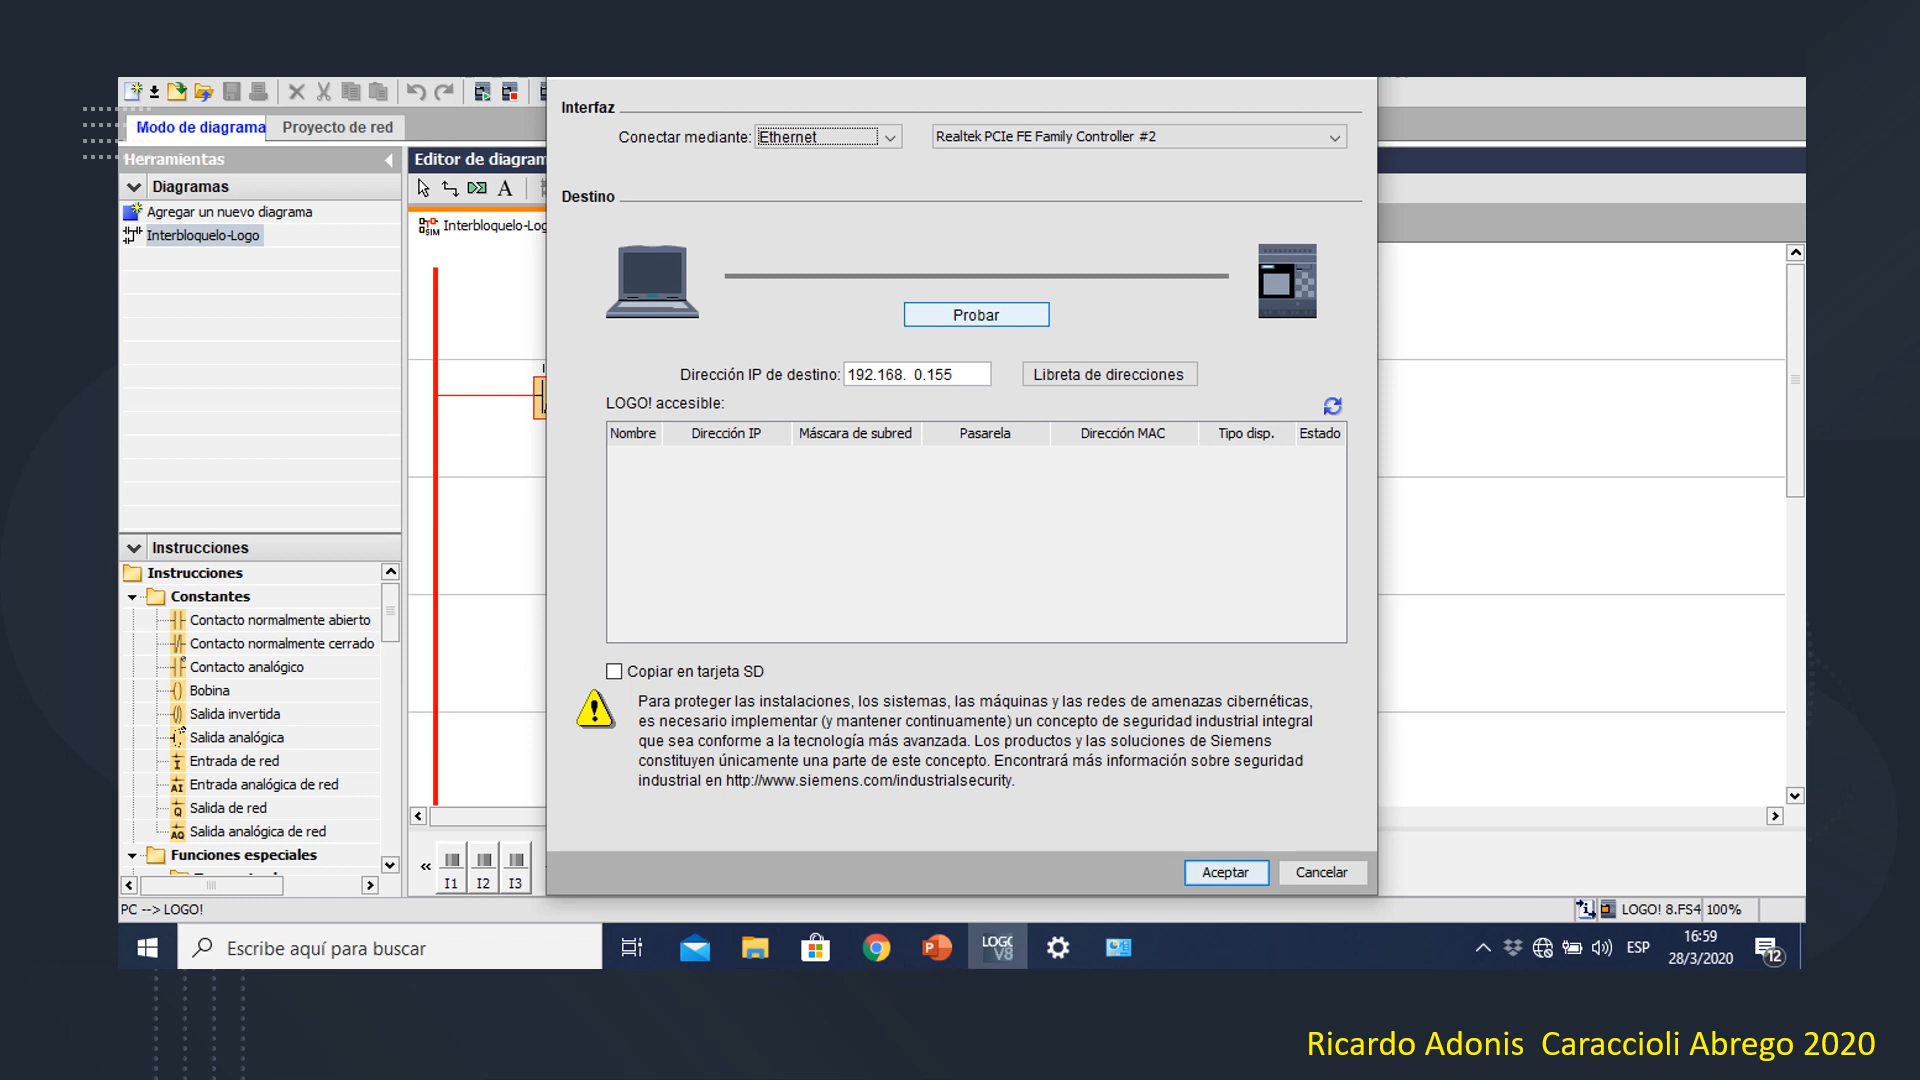 Modo de diagrama
Proyecto de red
Herramientas
Diagramas
Agregar un nuevo diagrama
Interbloquelo-Logo
Instrucciones
Instrucciones
Constantes
Contacto normalmente abierto
Contacto normalmente cerrado
Contacto analógico
Bobina
Salida invertida
Salida analógica
Entrada de red
Entrada analógica de red
Salida de red
Salida analógica de red
Funciones especiales
Editor de diagram
A
Interbloquelo-Log
I1 I2 I3
Interfaz
Conectar mediante: Ethernet
Realtek PCIe FE Family Controller #2
Destino
Probar
Dirección IP de destino: 192.168. 0.155
Libreta de direcciones
LOGO! accesible:
Nombre Dirección IP Máscara de subred Pasarela Dirección MAC Tipo disp. Estado
Copiar en tarjeta SD
Para proteger las instalaciones, los sistemas, las máquinas y las redes de amenazas cibernéticas,
es necesario implementar (y mantener continuamente) un concepto de seguridad industrial integral
que sea conforme a la tecnología más avanzada. Los productos y las soluciones de Siemens
constituyen únicamente una parte de este concepto. Encontrará más información sobre seguridad
industrial en http://www.siemens.com/industrialsecurity.
Aceptar
Cancelar
PC --> LOGO!
LOGO! 8.FS4 100%
Escribe aquí para buscar
ESP
16:59
28/3/2020
12
Ricardo Adonis Caraccioli Abrego 2020